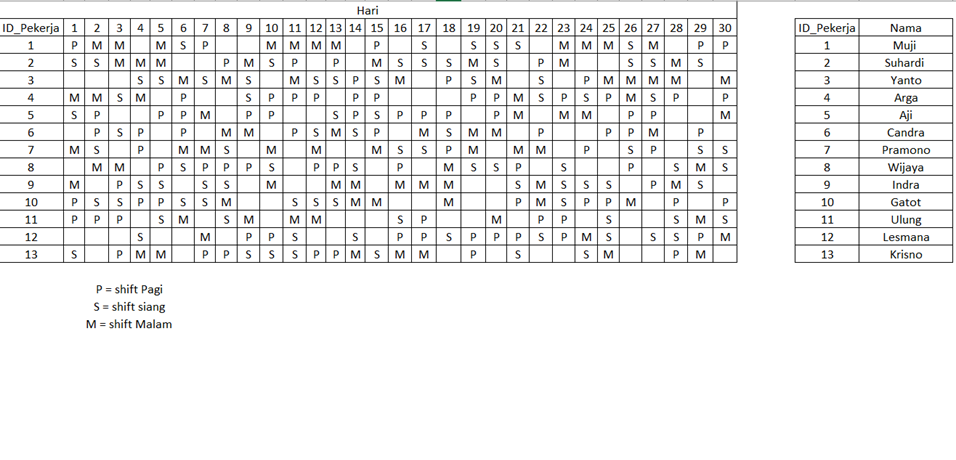 Hari
ID_Pekerja 1 2 3 4 5 6 7 8 9 10 11 12 13 14 15 16 17 18 19 20 21 22 23 24 25 26 27 28 29 30 ID_Pekerja Nama
1 P M M M S P M M M M P S S S S M M M S M P P 1 Muji
2 S S M M M P M S P P M S S S M S P M S S M S 2 Suhardi
3 S S M S M S M S S P S M P S M S P M M M M M 3 Yanto
4 M M S M P S P P P P P P P M S P S P M S P P 4 Arga
5 S P P P M P P S P S P P P P M M M P P M 5 Aji
6 P S P P M M P S M S P M S M M P P P M P 6 Candra
7 M S P M M S M M M S S P M M M P S P S S 7 Pramono
8 M M P S P P P S P P S P M S S P S P S M S 8 Wijaya
9 M P S S S S M M M M M M M S M S S S P M S 9 Indra
10 P S S P P S S M S S S M M M P M S P P M P P 10 Gatot
11 P P P S M S M M M S P M P P S S M S 11 Ulung
12 S M P P S S P P S P P P S P M S S S P M 12 Lesmana
13 S P M M P P S S S P P M S M M P S S M P M 13 Krisno
P = shift Pagi
S = shift siang
M = shift Malam